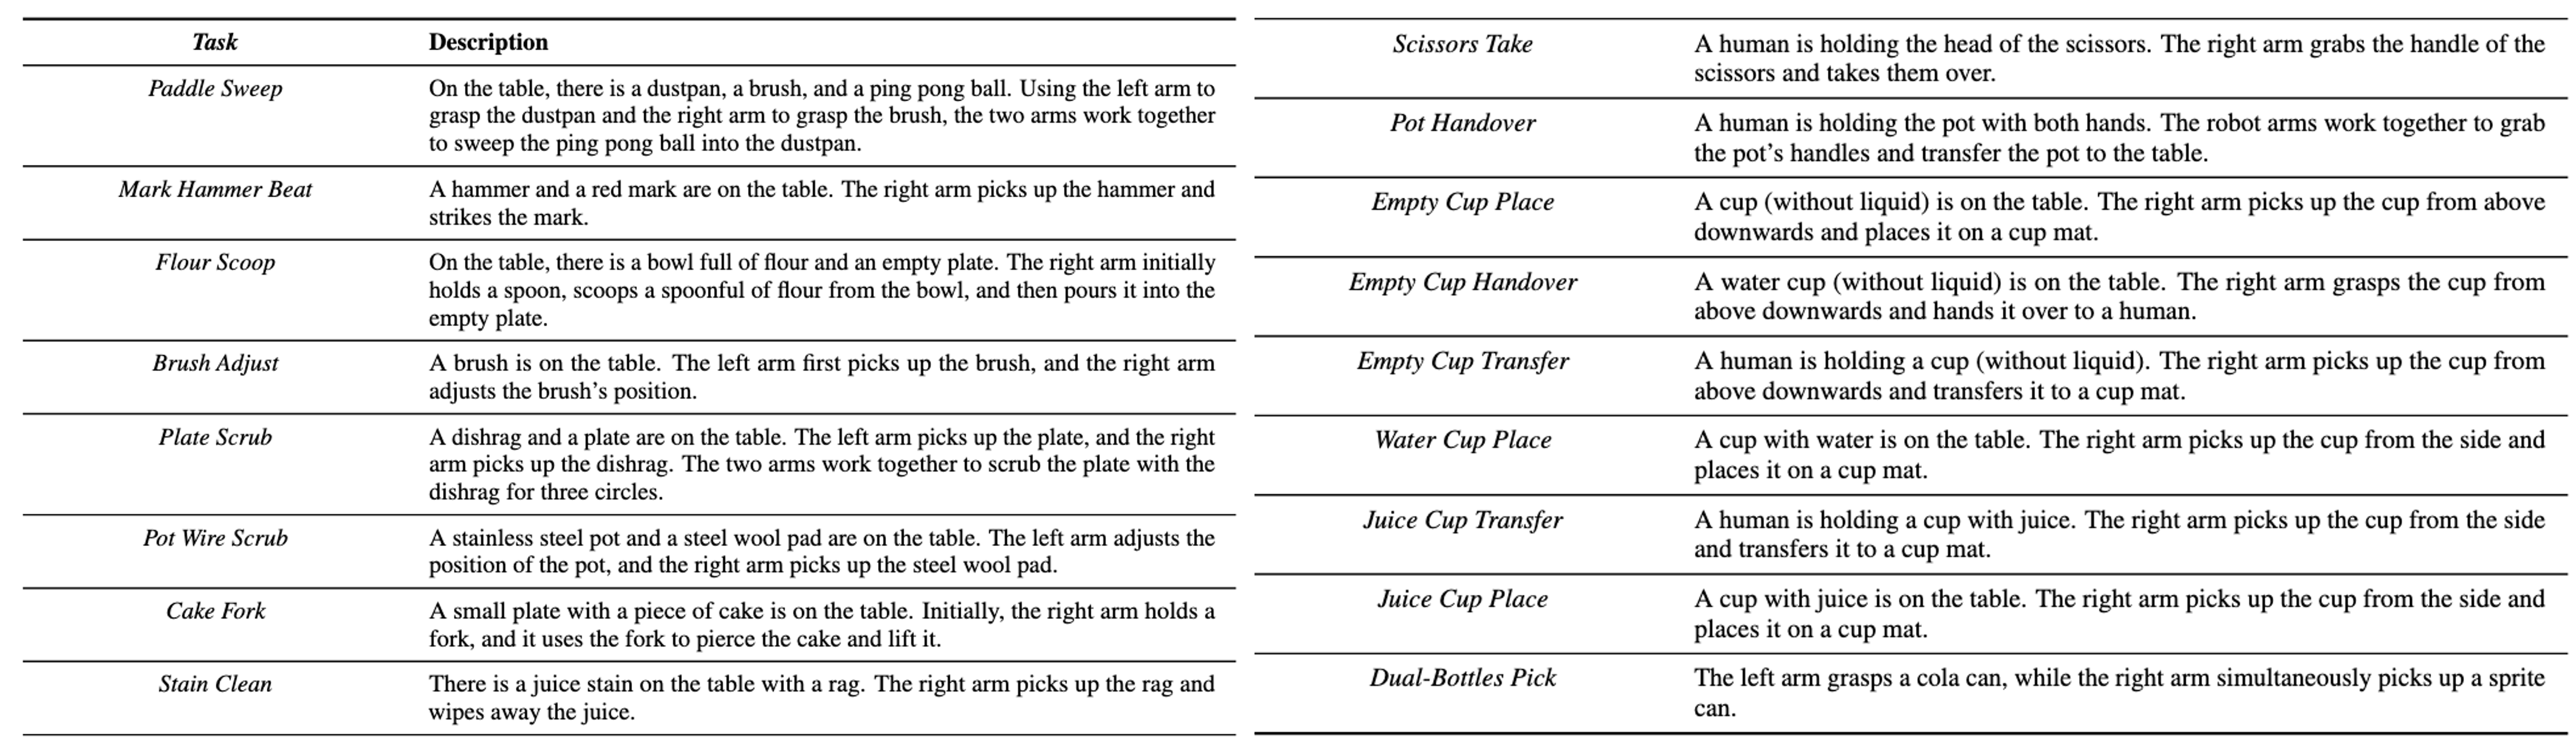 Task Description
Paddle Sweep On the table, there is a dustpan, a brush, and a ping pong ball. Using the left arm to
grasp the dustpan and the right arm to grasp the brush, the two arms work together
to sweep the ping pong ball into the dustpan.
Mark Hammer Beat A hammer and a red mark are on the table. The right arm picks up the hammer and
strikes the mark.
Flour Scoop On the table, there is a bowl full of flour and an empty plate. The right arm initially
holds a spoon, scoops a spoonful of flour from the bowl, and then pours it into the
empty plate.
Brush Adjust A brush is on the table. The left arm first picks up the brush, and the right arm
adjusts the brush's position.
Plate Scrub A dishrag and a plate are on the table. The left arm picks up the plate, and the right
arm picks up the dishrag. The two arms work together to scrub the plate with the
dishrag for three circles.
Pot Wire Scrub A stainless steel pot and a steel wool pad are on the table. The left arm adjusts the
position of the pot, and the right arm picks up the steel wool pad.
Cake Fork A small plate with a piece of cake is on the table. Initially, the right arm holds a
fork, and it uses the fork to pierce the cake and lift it.
Stain Clean There is a juice stain on the table with a rag. The right arm picks up the rag and
wipes away the juice.
Scissors Take A human is holding the head of the scissors. The right arm grabs the handle of the
scissors and takes them over.
Pot Handover A human is holding the pot with both hands. The robot arms work together to grab
the pot's handles and transfer the pot to the table.
Empty Cup Place A cup (without liquid) is on the table. The right arm picks up the cup from above
downwards and places it on a cup mat.
Empty Cup Handover A water cup (without liquid) is on the table. The right arm grasps the cup from
above downwards and hands it over to a human.
Empty Cup Transfer A human is holding a cup (without liquid). The right arm picks up the cup from
above downwards and transfers it to a cup mat.
Water Cup Place A cup with water is on the table. The right arm picks up the cup from the side and
places it on a cup mat.
Juice Cup Transfer A human is holding a cup with juice. The right arm picks up the cup from the side
and transfers it to a cup mat.
Juice Cup Place A cup with juice is on the table. The right arm picks up the cup from the side and
places it on a cup mat.
Dual-Bottles Pick The left arm grasps a cola can, while the right arm simultaneously picks up a sprite
can.